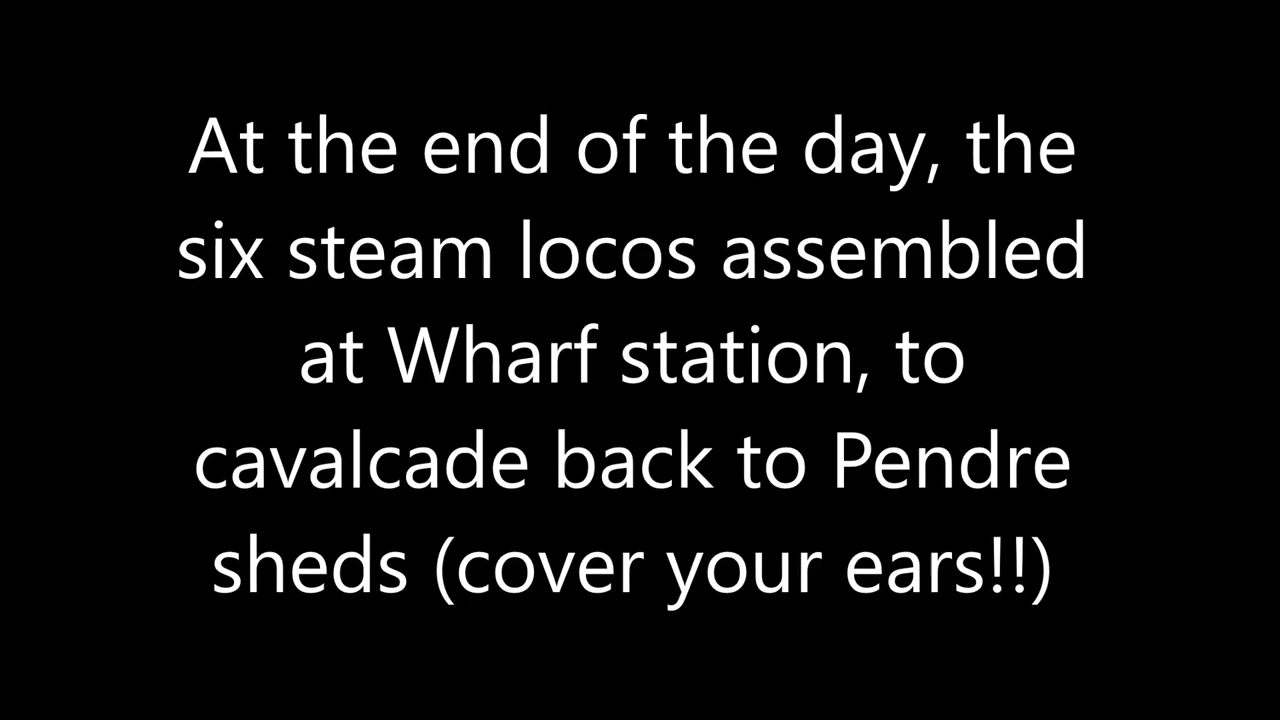 At the end of the day, the
six steam locos assembled
at Wharf station, to
cavalcade back to Pendre
sheds (cover your ears!!)